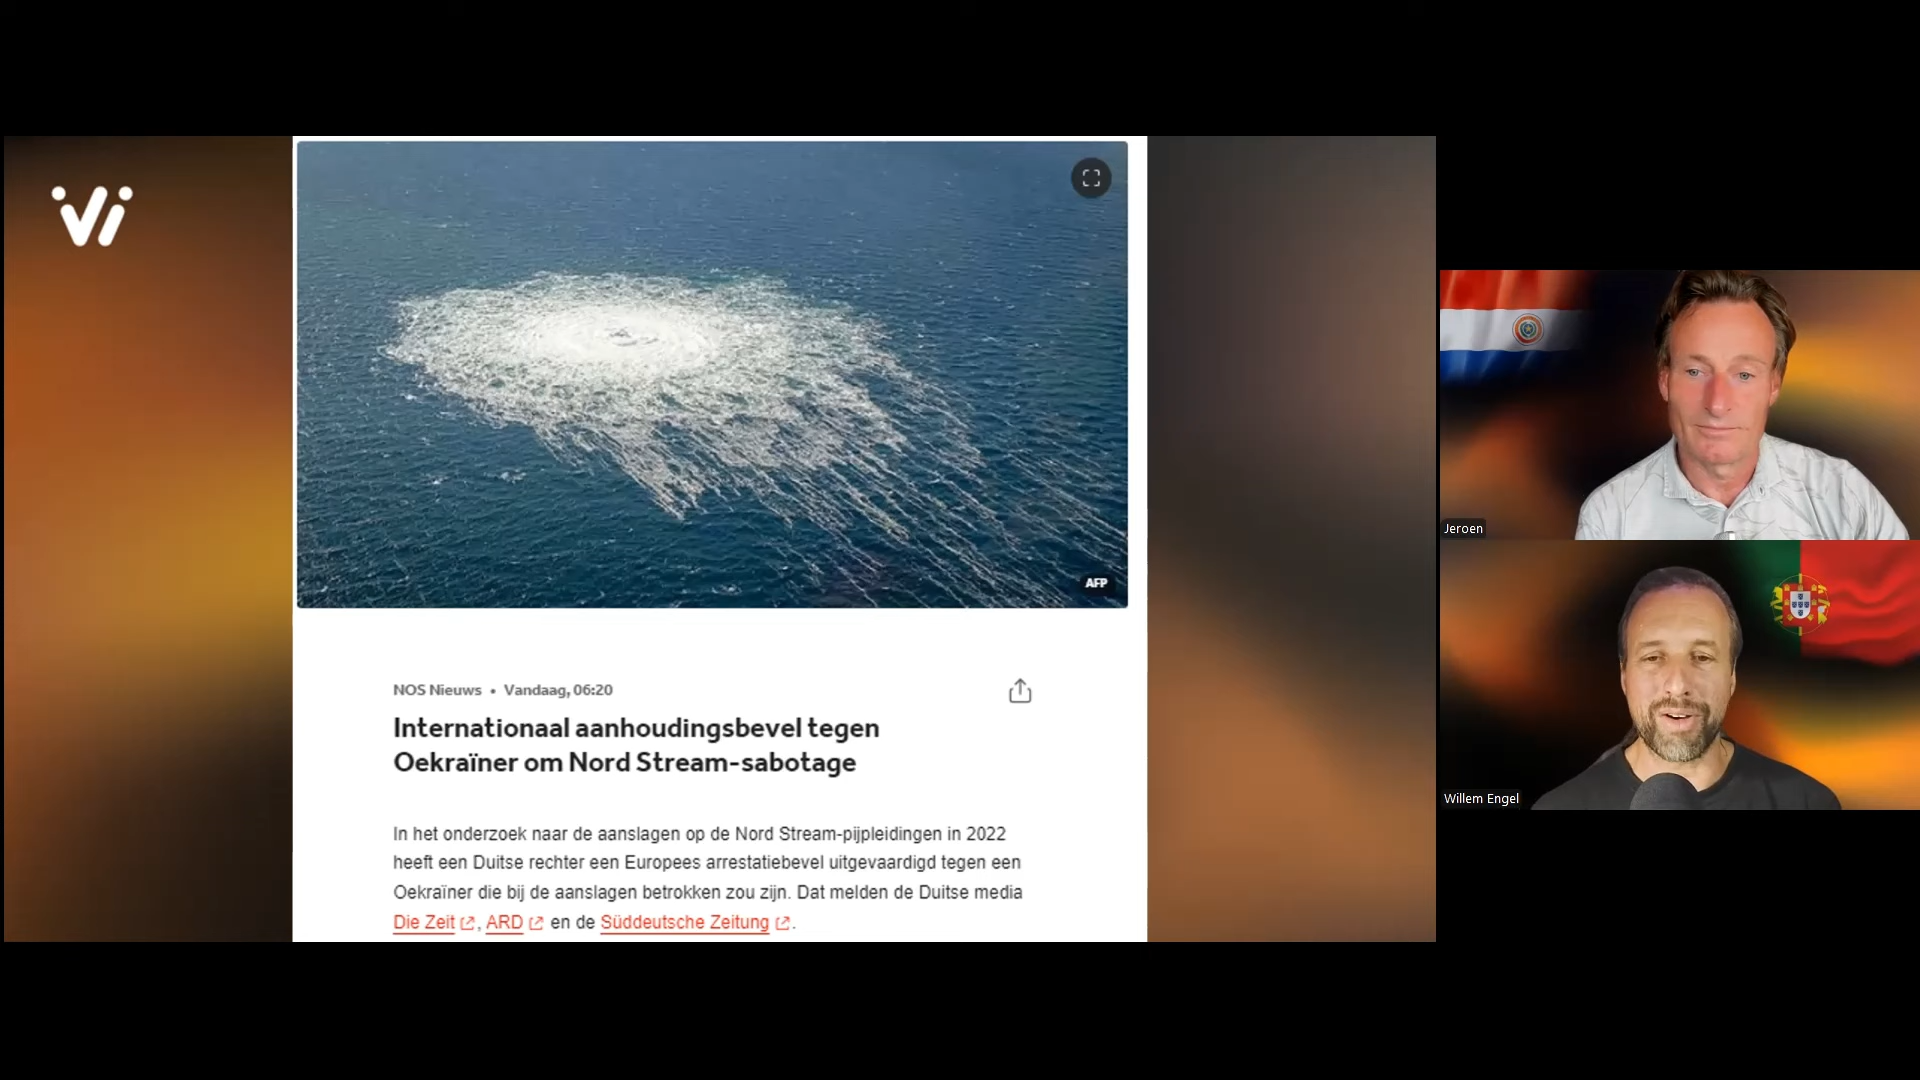 Vi
AFP
NOS Nieuws • Vandaag, 06:20
Internationaal aanhoudingsbevel tegen
Oekraïner om Nord Stream-sabotage
In het onderzoek naar de aanslagen op de Nord Stream-pijpleidingen in 2022
heeft een Duitse rechter een Europees arrestatiebevel uitgevaardigd tegen een
Oekraïner die bij de aanslagen betrokken zou zijn. Dat melden de Duitse media
Die Zeit, ARD en de Süddeutsche Zeitung.
Jeroen
Willem Engel